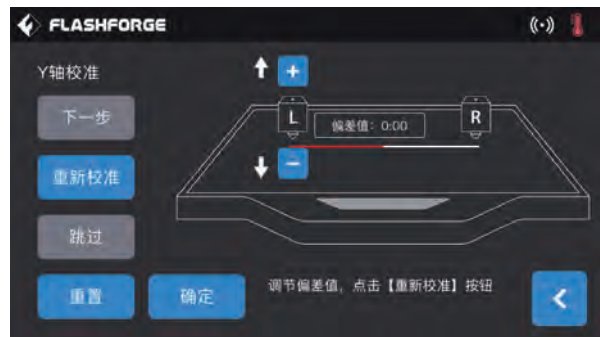 FLASHFORGE
Y轴校准
下一步
L
偏差值：0:00
R
重新校准
跳过
重置
确定
调节偏差值，点击【重新校准】按钮